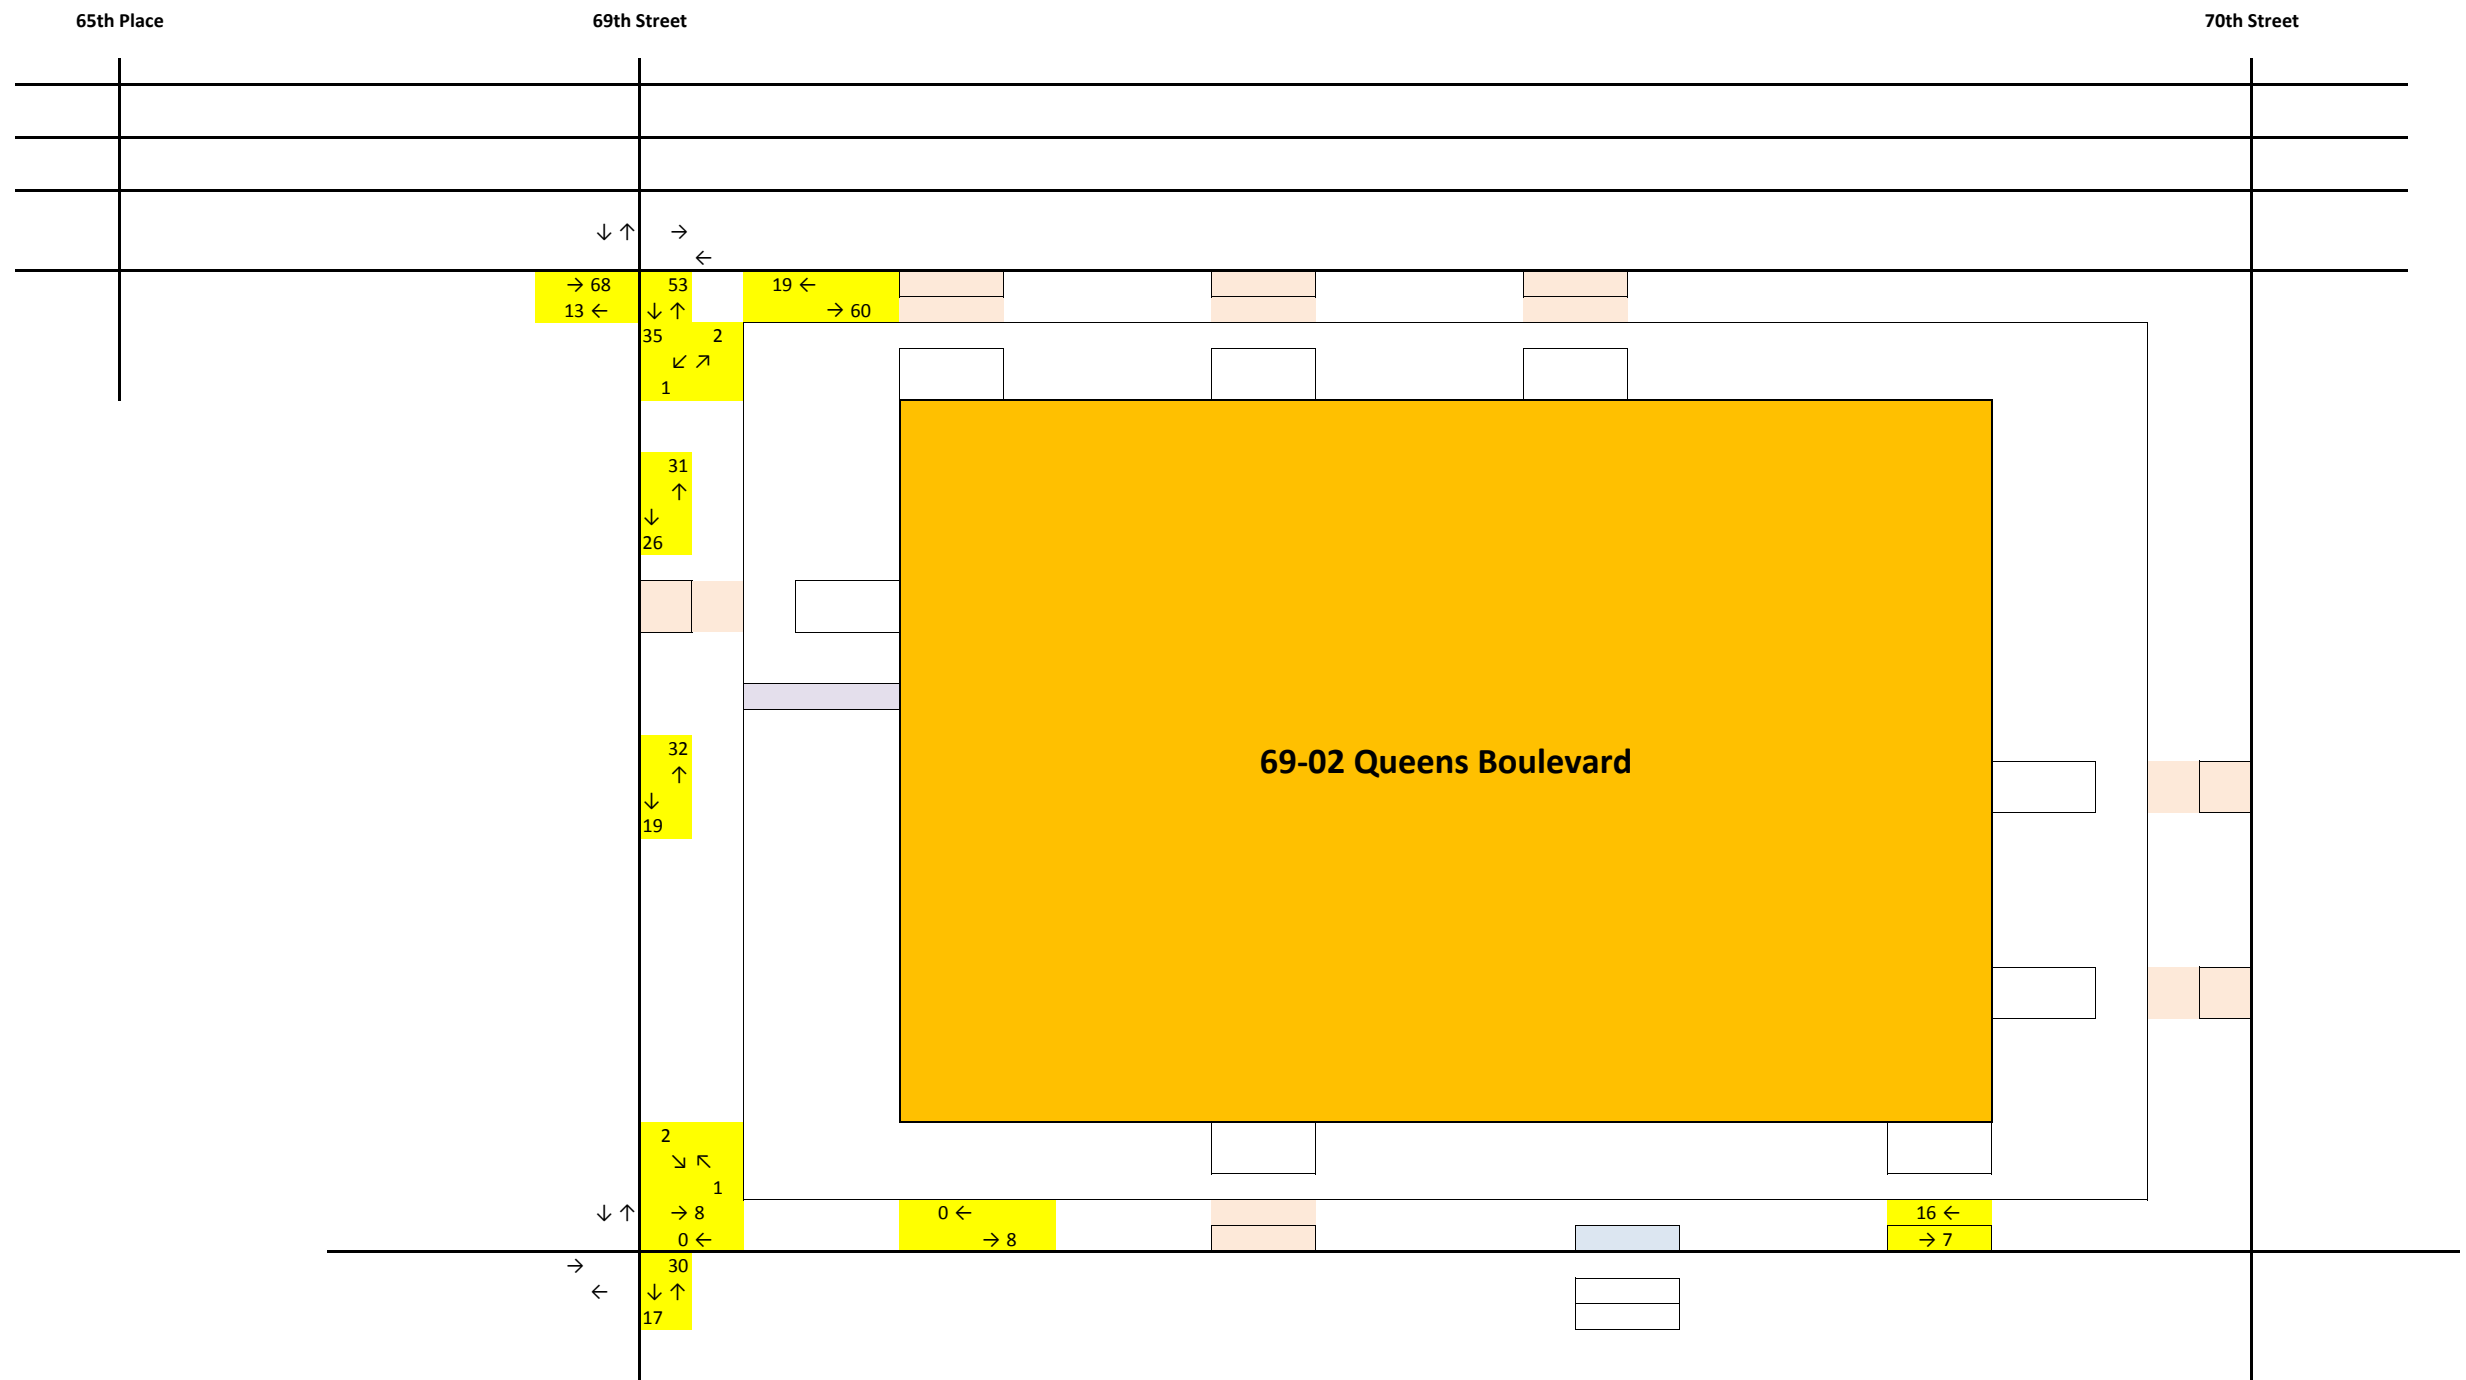 65th Place 69th Street 70th Street
↓ ↑ →
←
→ 68 53 19 ←
13 ← ↓ ↑ → 60
35 2
↙ ↗
1
31
↑
↓
26
32
↑
69-02 Queens Boulevard
↓
19
2
↘ ↖
1
↓ ↑ → 8 0 ← 16 ←
0 ← → 8 → 7
→ 30
← ↓ ↑
17